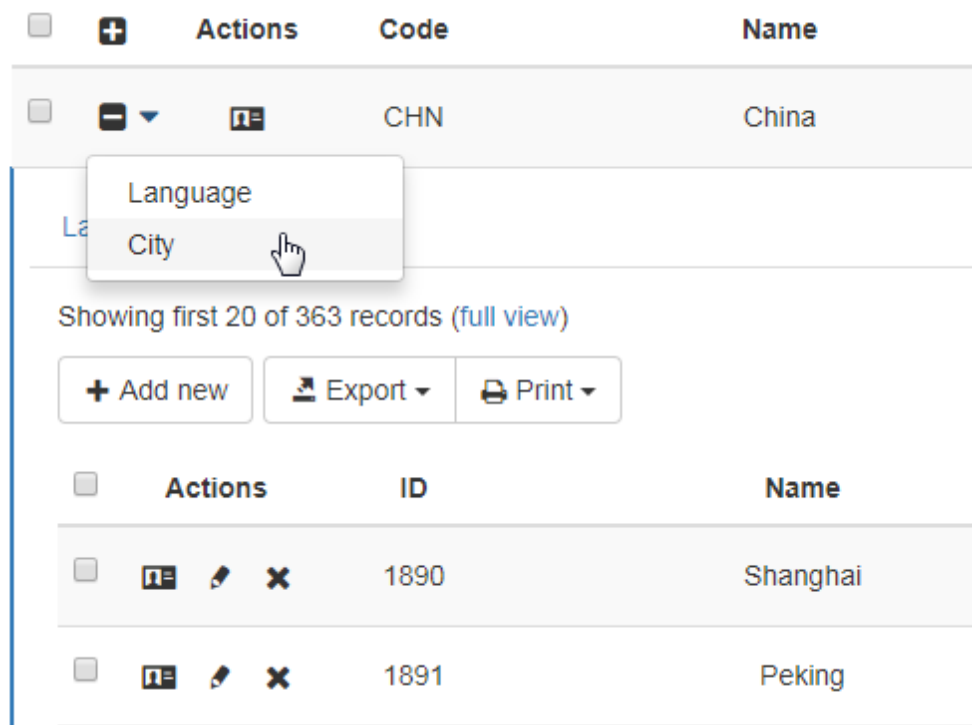 Actions Code Name
CHN China
Language
City
Showing first 20 of 363 records (full view)
Add new Export Print
Actions ID Name
1890 Shanghai
1891 Peking